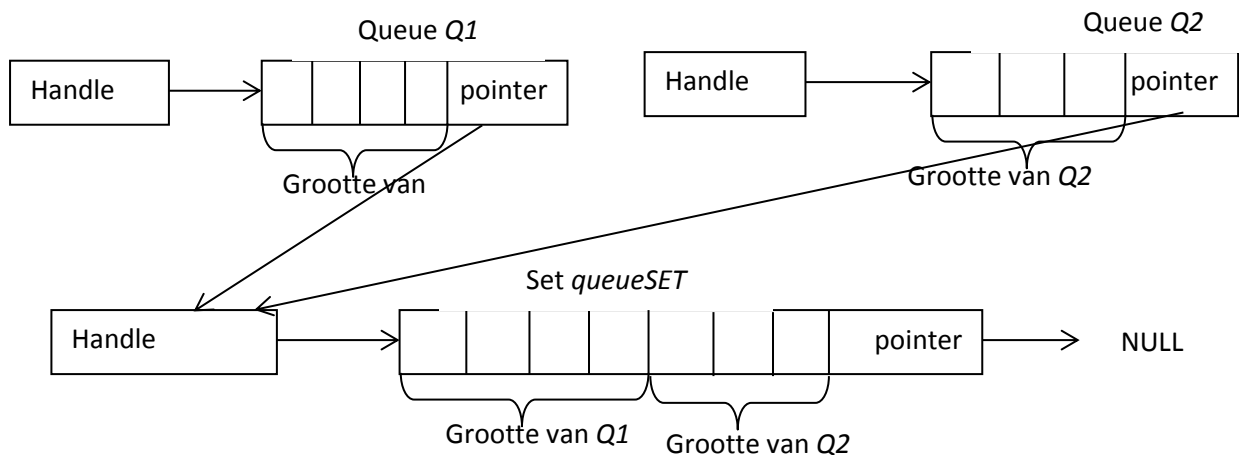 Queue Q1
Queue Q2
Handle
pointer
Handle
pointer
Grootte van
Grootte van Q2
Set queueSET
Handle
pointer
NULL
Grootte van Q1
Grootte van Q2